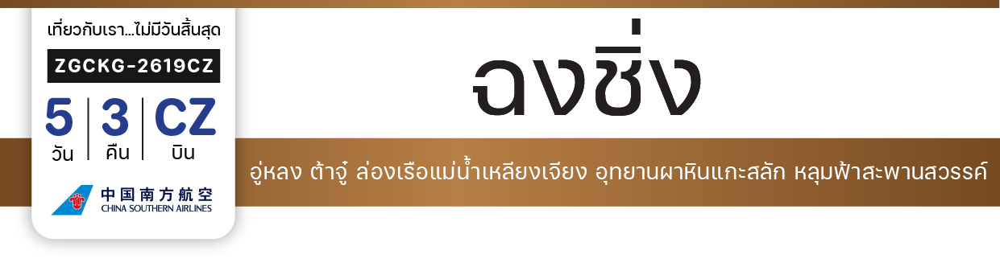 เที่ยวกับเรา...ไม่มีวันสิ้นสุด
ZGCKG-2619CZ
5 3 CZ
วัน คืน บิน
中国南方航空
CHINA SOUTHERN AIRLINES
ฉงชิ่ง
อู่หลง ต้าจู๋ ล่องเรือแม่น้ำเหลียงเจียง อุทยานผาหินแกะสลัก หลุมฟ้าสะพานสวรรค์